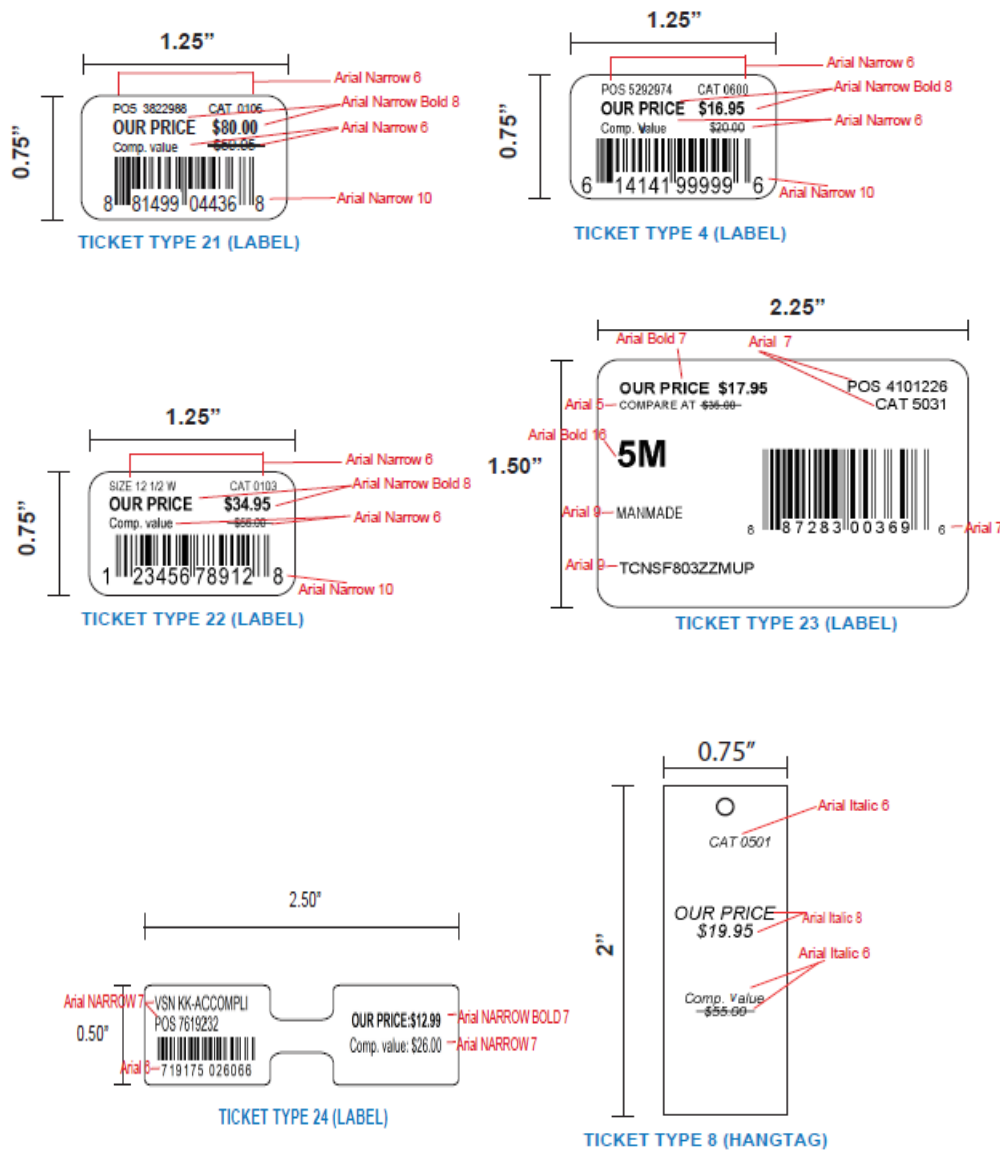 1.25”
Arial Narrow 6
Arial Narrow Bold 8
Arial Narrow 6
0.75”
POS 3822988 CAT 0106
OUR PRICE $80.00
Comp. value
8 81499 04436 8
Arial Narrow 10
TICKET TYPE 21 (LABEL)
1.25”
Arial Narrow 6
Arial Narrow Bold 8
Arial Narrow 6
0.75”
POS 5292974 CAT 0600
OUR PRICE $16.95
Comp. Value $20.00
6 14141 99999 6
Arial Narrow 10
TICKET TYPE 4 (LABEL)
1.25”
Arial Narrow 6
Arial Narrow Bold 8
Arial Narrow 6
0.75”
SIZE 12 1/2 W CAT 0103
OUR PRICE $34.95
Comp. value $56.00
1 23456 78912 8
Arial Narrow 10
TICKET TYPE 22 (LABEL)
2.25”
Arial Bold 7
Arial 7
1.50”
OUR PRICE $17.95
POS 4101226
Arial 5
COMPARE AT $35.00
CAT 5031
Arial Bold 16
5M
Arial 9
MANMADE
6 87283 00369 6
Arial 7
Arial 9
TCNSF803ZZMUP
TICKET TYPE 23 (LABEL)
2.50"
0.50"
Arial NARROW 7
VSN KK-ACCOMPLI
POS 7619232
Arial 6
719175 026066
OUR PRICE:$12.99
Arial NARROW BOLD 7
Comp. value: $26.00
Arial NARROW 7
TICKET TYPE 24 (LABEL)
0.75”
2”
Arial Italic 6
CAT 0501
OUR PRICE
$19.95
Arial Italic 8
Arial Italic 6
Comp. Value
$55.00
TICKET TYPE 8 (HANGTAG)